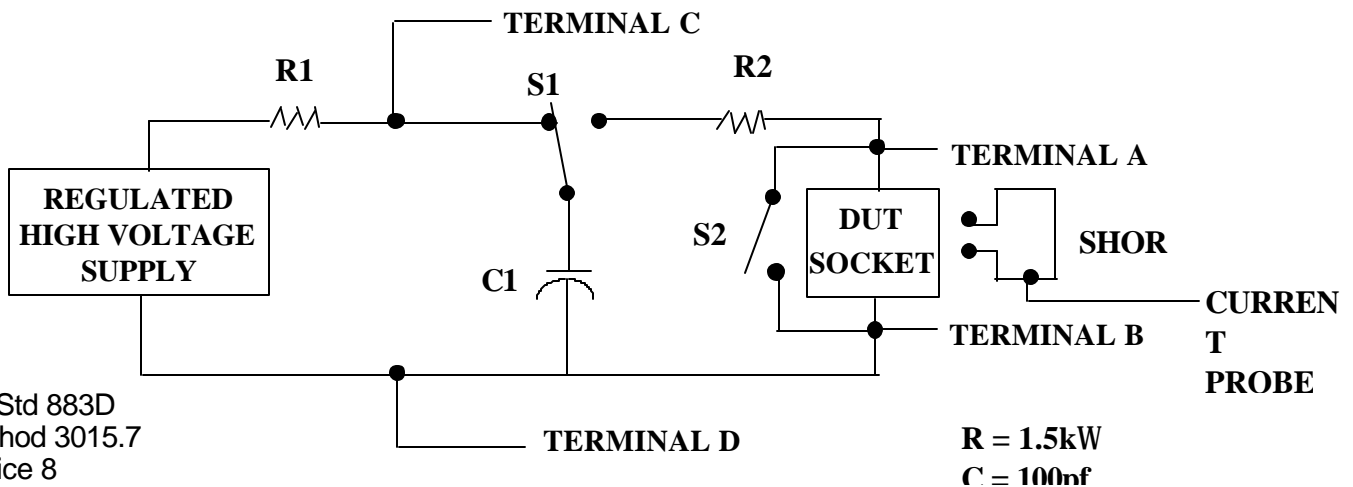 TERMINAL C
R1
S1
R2
TERMINAL A
REGULATED
HIGH VOLTAGE
SUPPLY
S2
DUT
SOCKET
SHOR
C1
CURREN
T
PROBE
TERMINAL B
Std 883D
hod 3015.7
ice 8
TERMINAL D
R = 1.5kW
C = 100pf